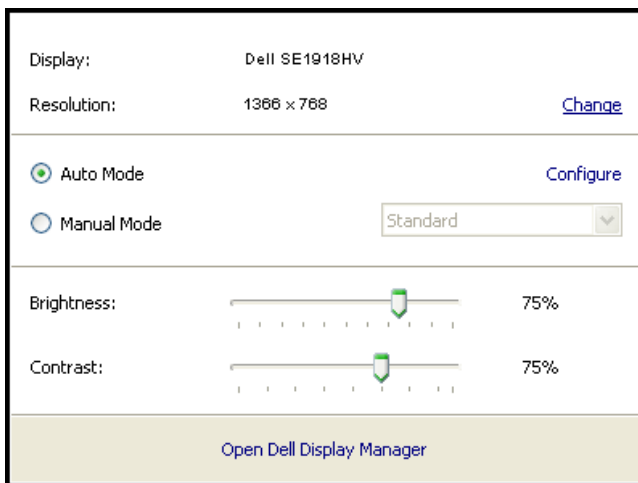 Display: Dell SE1918HV
Resolution: 1366 x 768 Change
Auto Mode Configure
Manual Mode Standard
Brightness: 75%
Contrast: 75%
Open Dell Display Manager